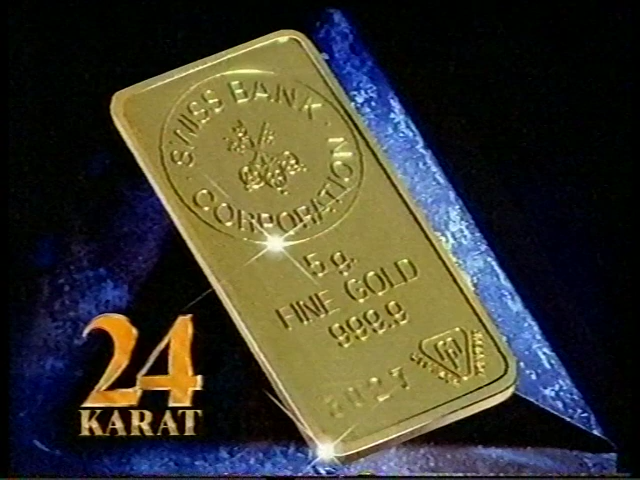 SWISS BANK
CORPORATION
5 g.
FINE GOLD
999.9
24
KARAT